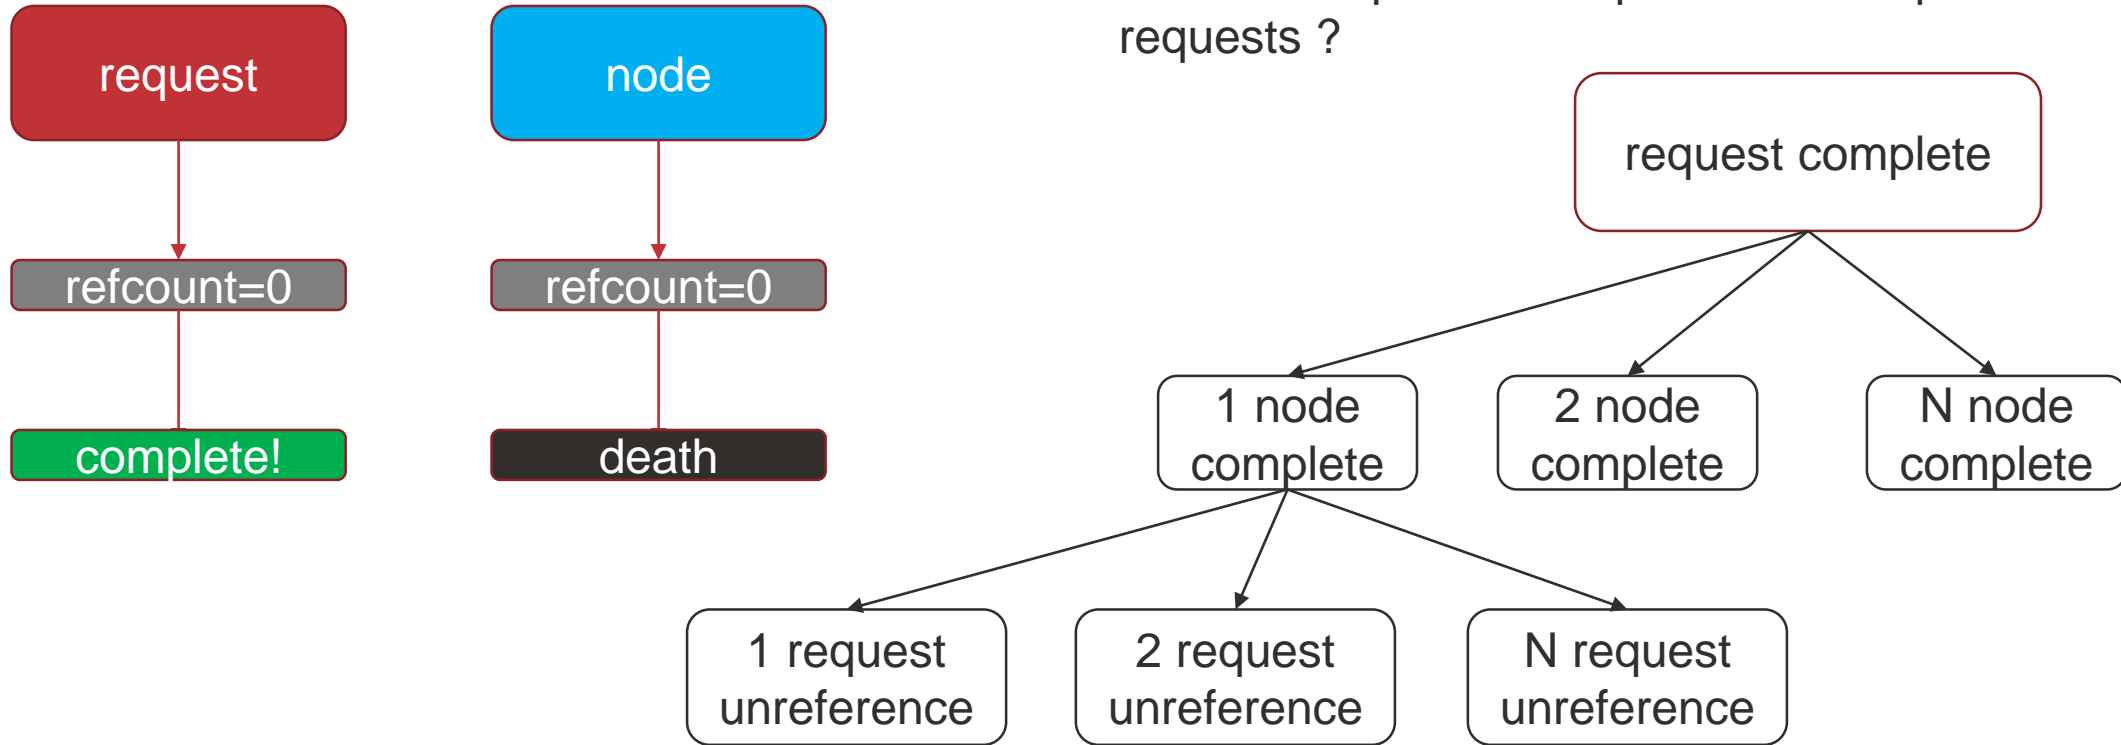 requests ?
request
node
request complete
refcount=0
refcount=0
1 node
complete
2 node
complete
N node
complete
complete!
death
1 request
unreference
2 request
unreference
N request
unreference